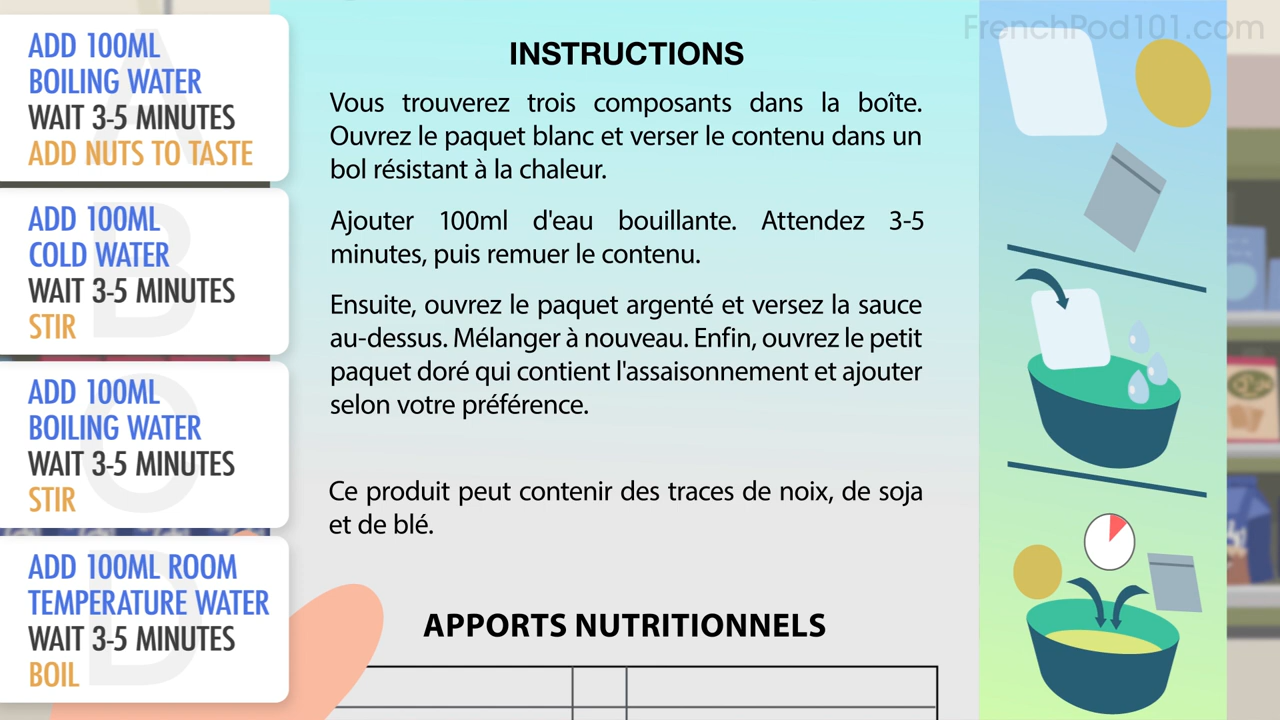 FrenchPod101.com
ADD 100ML
BOILING WATER
WAIT 3-5 MINUTES
ADD NUTS TO TASTE
A
ADD 100ML
COLD WATER
WAIT 3-5 MINUTES
STIR
B
ADD 100ML
BOILING WATER
WAIT 3-5 MINUTES
STIR
C
ADD 100ML ROOM
TEMPERATURE WATER
WAIT 3-5 MINUTES
BOIL
D
INSTRUCTIONS
Vous trouverez trois composants dans la boîte.
Ouvrez le paquet blanc et verser le contenu dans un
bol résistant à la chaleur.
Ajouter 100ml d'eau bouillante. Attendez 3-5
minutes, puis remuer le contenu.
Ensuite, ouvrez le paquet argenté et versez la sauce
au-dessus. Mélanger à nouveau. Enfin, ouvrez le petit
paquet doré qui contient l'assaisonnement et ajouter
selon votre préférence.
Ce produit peut contenir des traces de noix, de soja
et de blé.
APPORTS NUTRITIONNELS